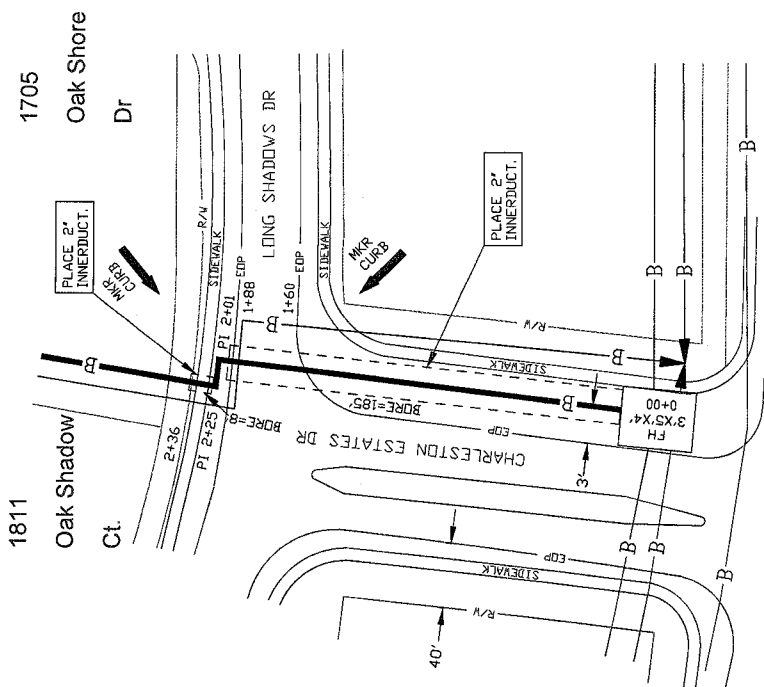 1705
Oak Shore
Dr
1811
Oak Shadow
Ct.
PLACE 2"
INNERDUCT.
MKR
CURB
R/W
SIDEWALK
EOP
LONG SHADOWS DR
EOP
SIDEWALK
MKR
CURB
PLACE 2"
INNERDUCT.
B
2+36
PI 2+25
PI 2+01
1+88
1+60
BORE=8'
B
B
R/W
SIDEWALK
BORE=185'
B
EOP
CHARLESTON ESTATES DR
FH
3'X5'X4'
0+00
3'
B
B
B
B
B
B
EOP
SIDEWALK
R/W
40'